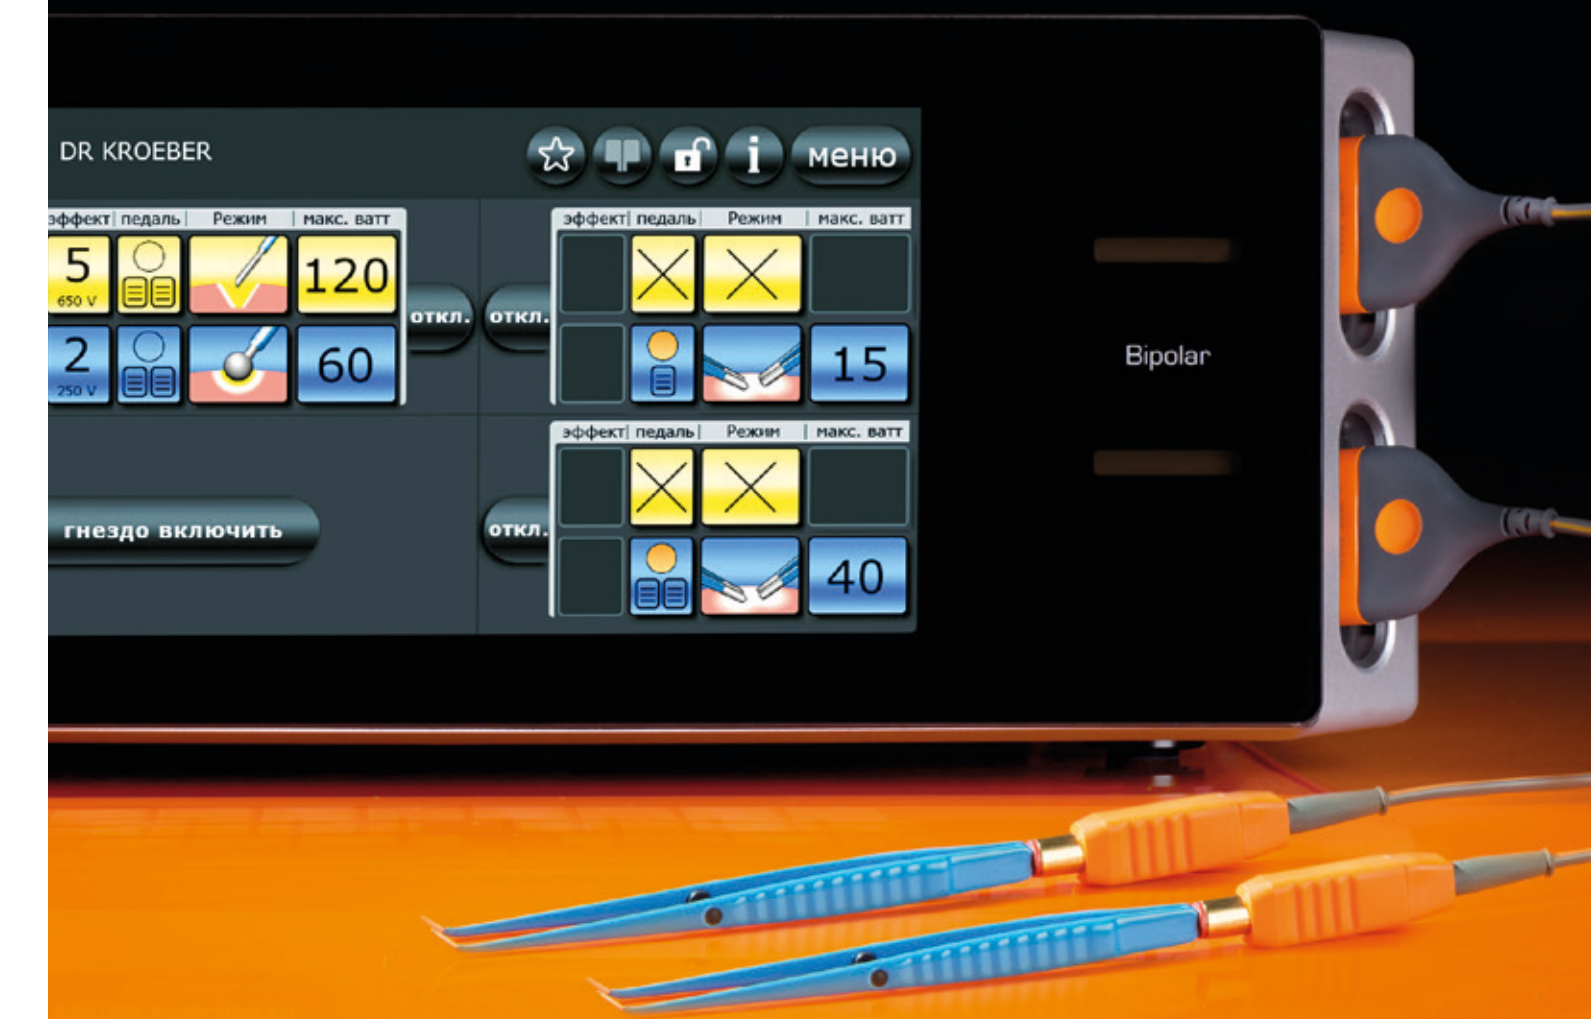 DR KROEBER
меню
эффект педаль Режим макс. ватт
5
650 V
120
откл.
2
250 V
60
эффект педаль Режим макс. ватт
откл.
15
Bipolar
гнездо включить
эффект педаль Режим макс. ватт
откл.
40